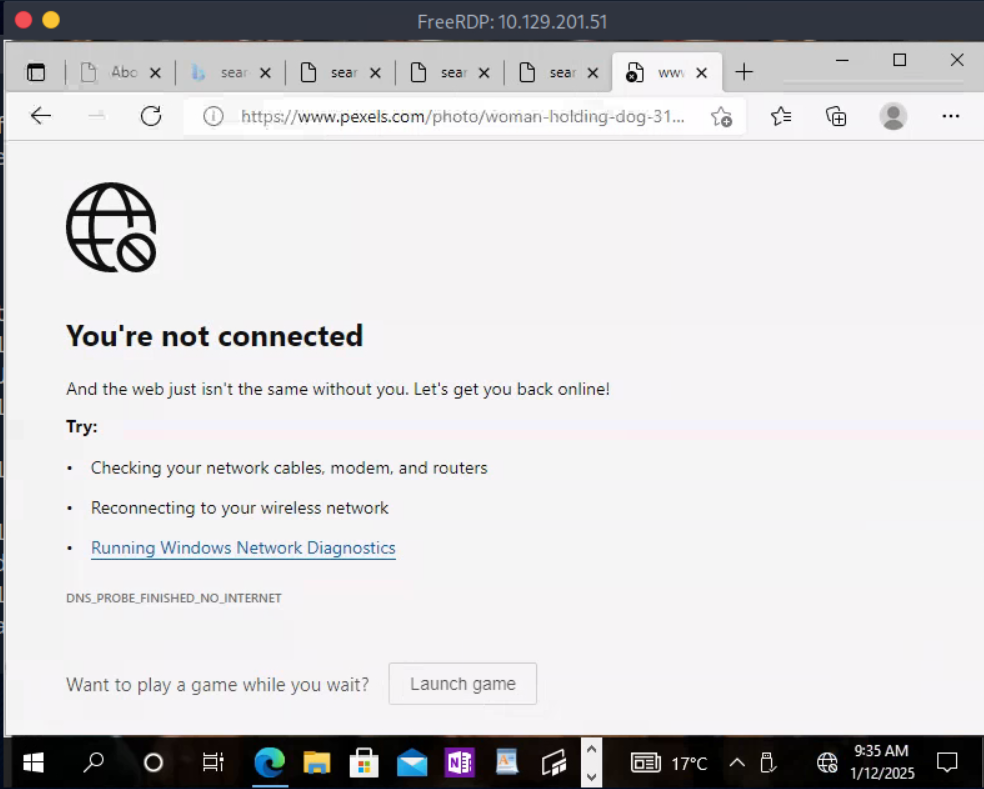 FreeRDP: 10.129.201.51
Abo
sear
sear
sear
sear
www
https://www.pexels.com/photo/woman-holding-dog-31...
You're not connected
And the web just isn't the same without you. Let's get you back online!
Try:
• Checking your network cables, modem, and routers
• Reconnecting to your wireless network
• Running Windows Network Diagnostics
DNS_PROBE_FINISHED_NO_INTERNET
Want to play a game while you wait?
Launch game
17°C
9:35 AM
1/12/2025